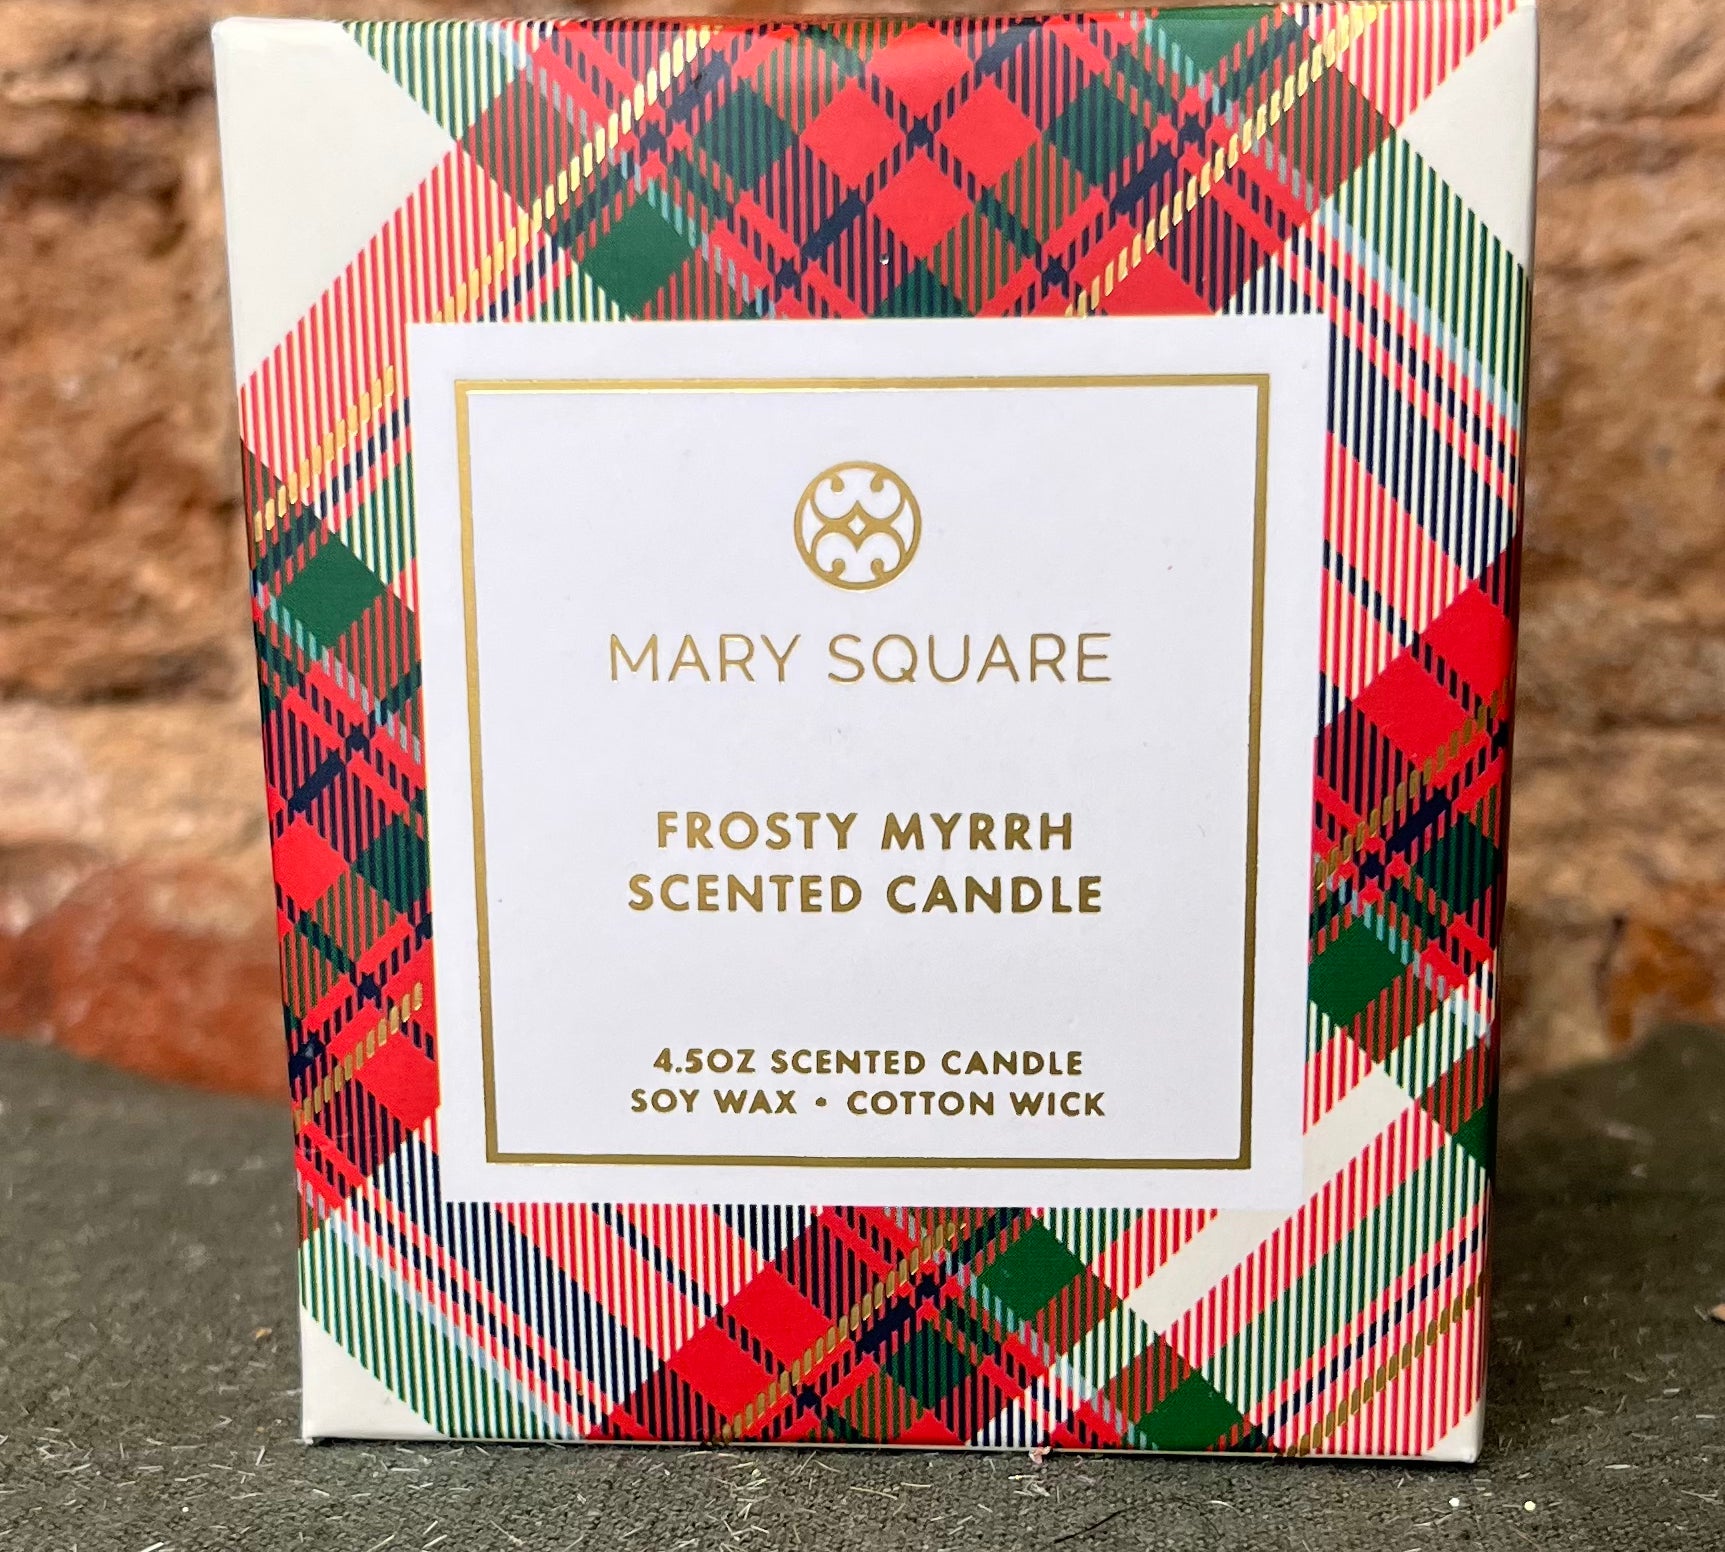 MARY SQUARE
FROSTY MYRRH
SCENTED CANDLE
4.5OZ SCENTED CANDLE
SOY WAX • COTTON WICK